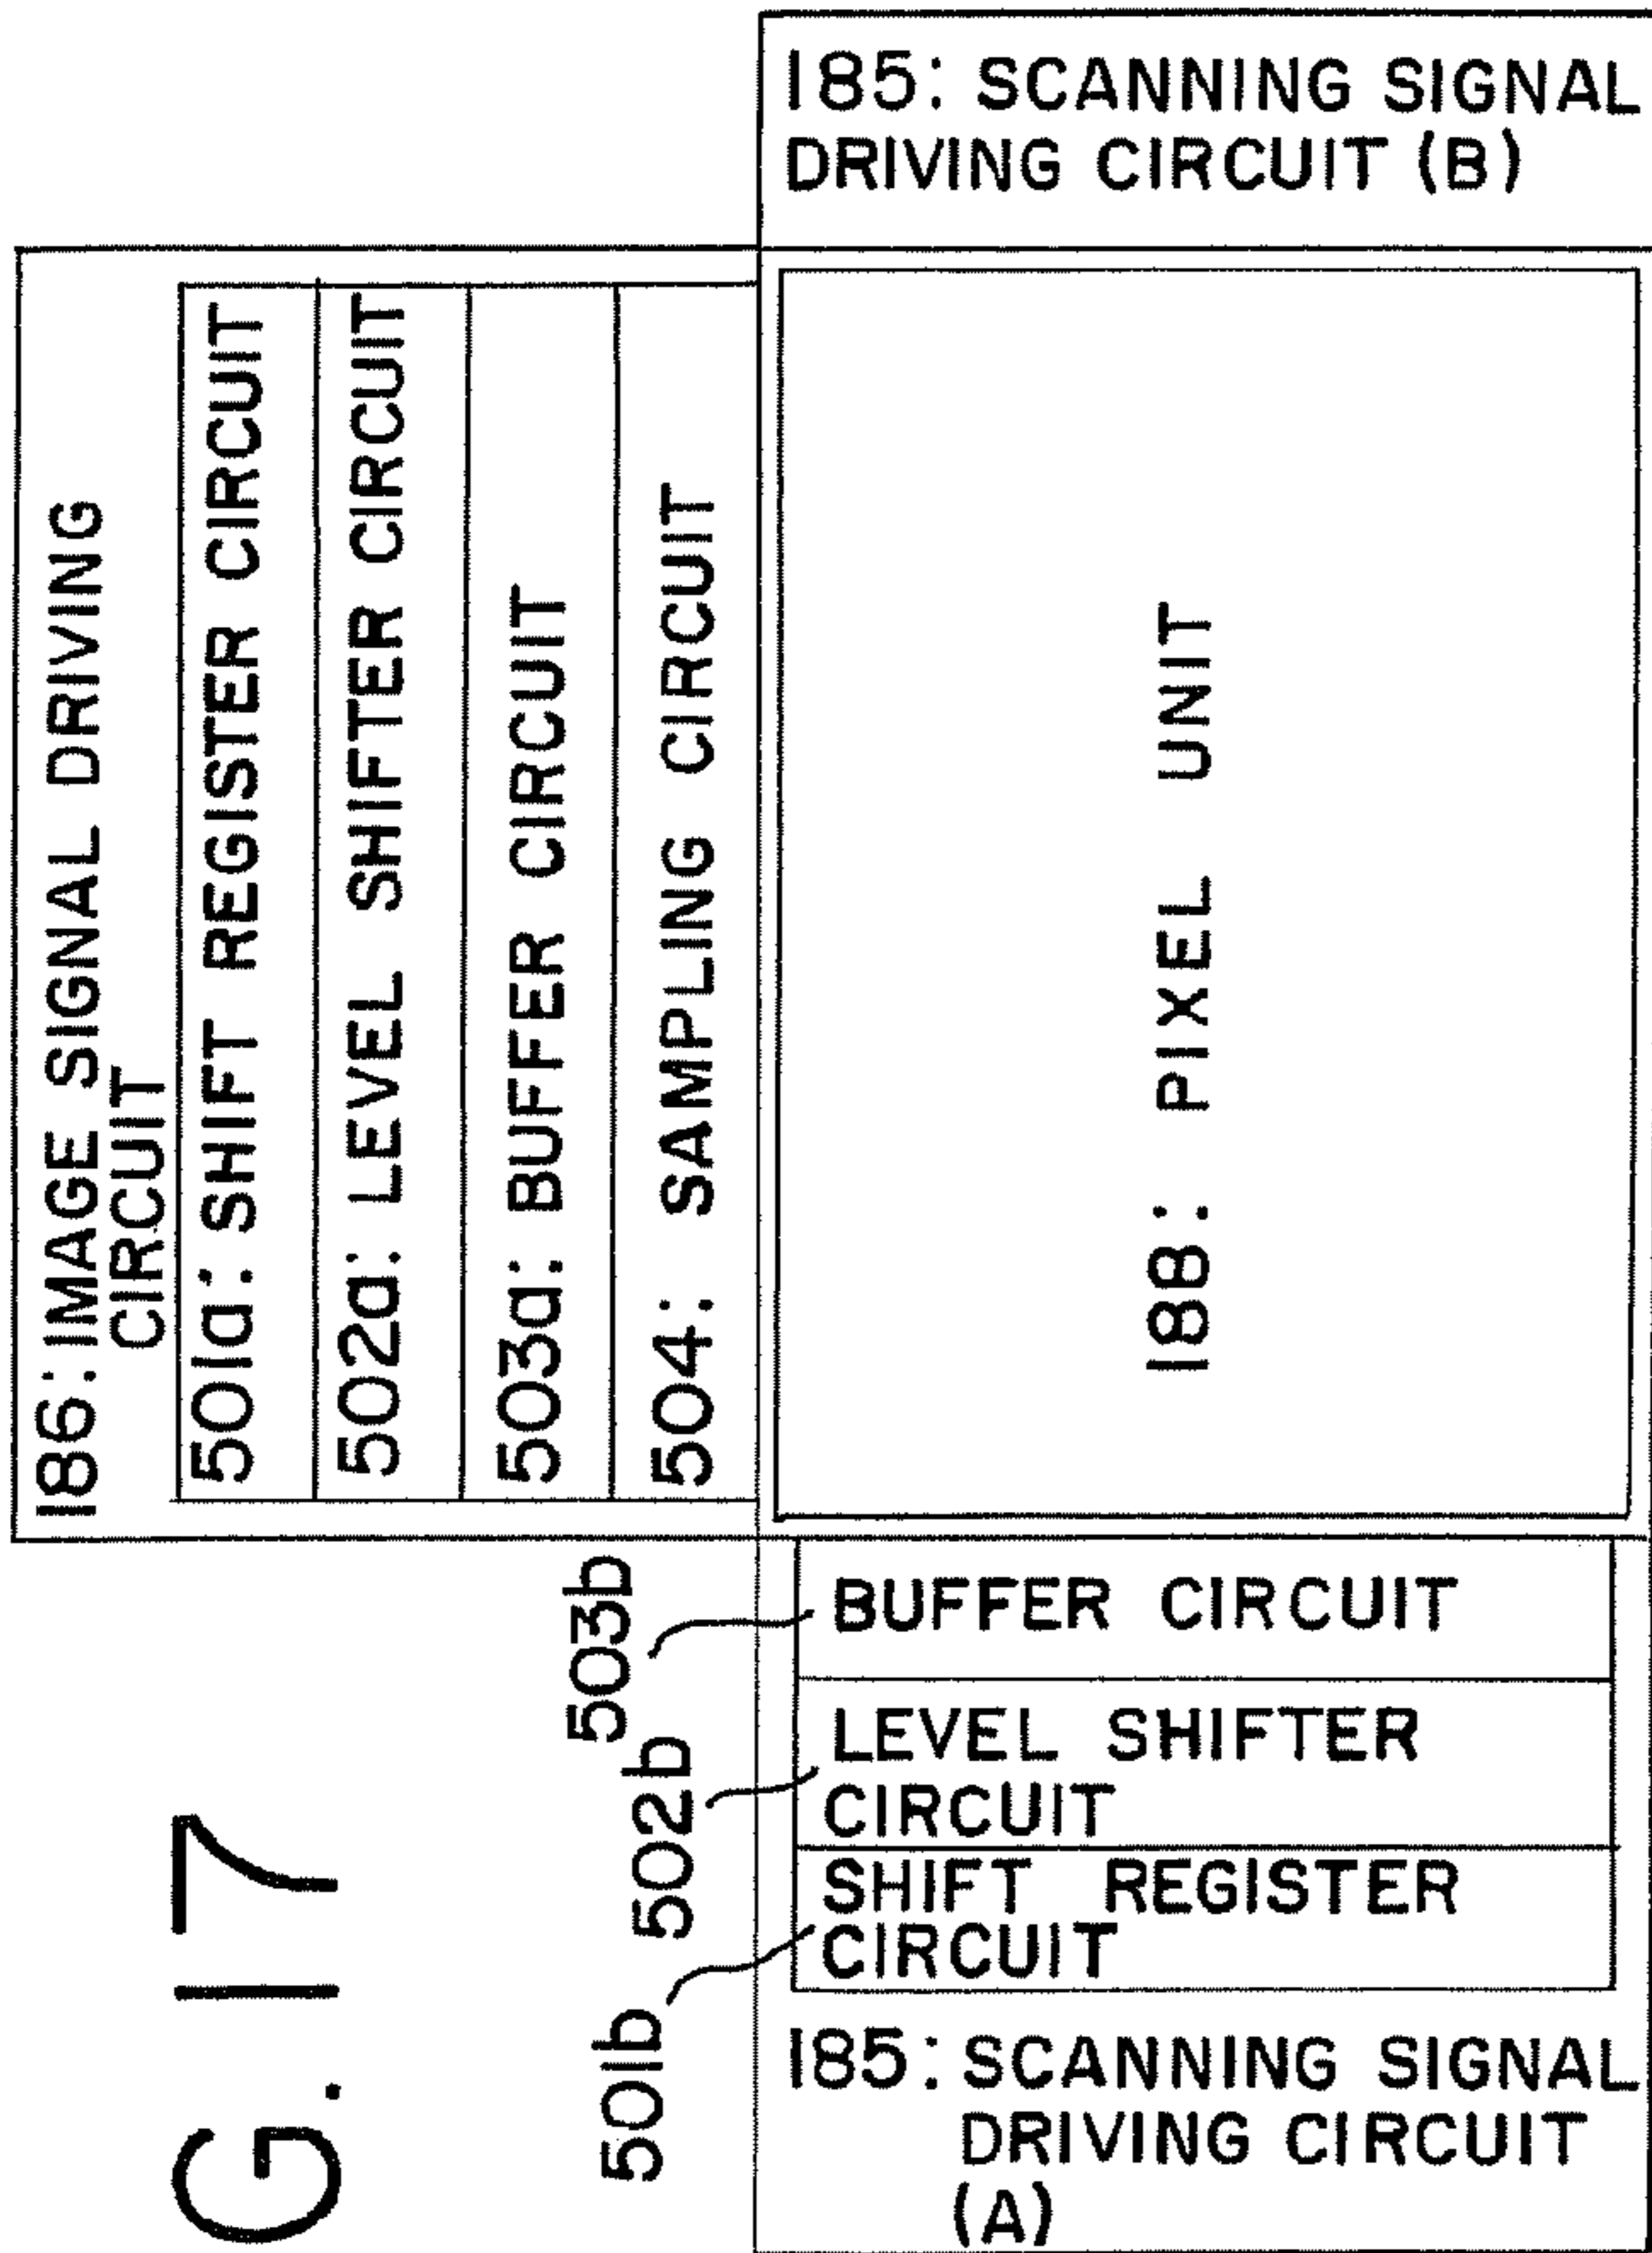 G. 17
186: IMAGE SIGNAL DRIVING
CIRCUIT
501a: SHIFT REGISTER CIRCUIT
502a: LEVEL SHIFTER CIRCUIT
503a: BUFFER CIRCUIT
504: SAMPLING CIRCUIT
185: SCANNING SIGNAL
DRIVING CIRCUIT (B)
188: PIXEL UNIT
503b
BUFFER CIRCUIT
502b
LEVEL SHIFTER
CIRCUIT
501b
SHIFT REGISTER
CIRCUIT
185: SCANNING SIGNAL
DRIVING CIRCUIT
(A)